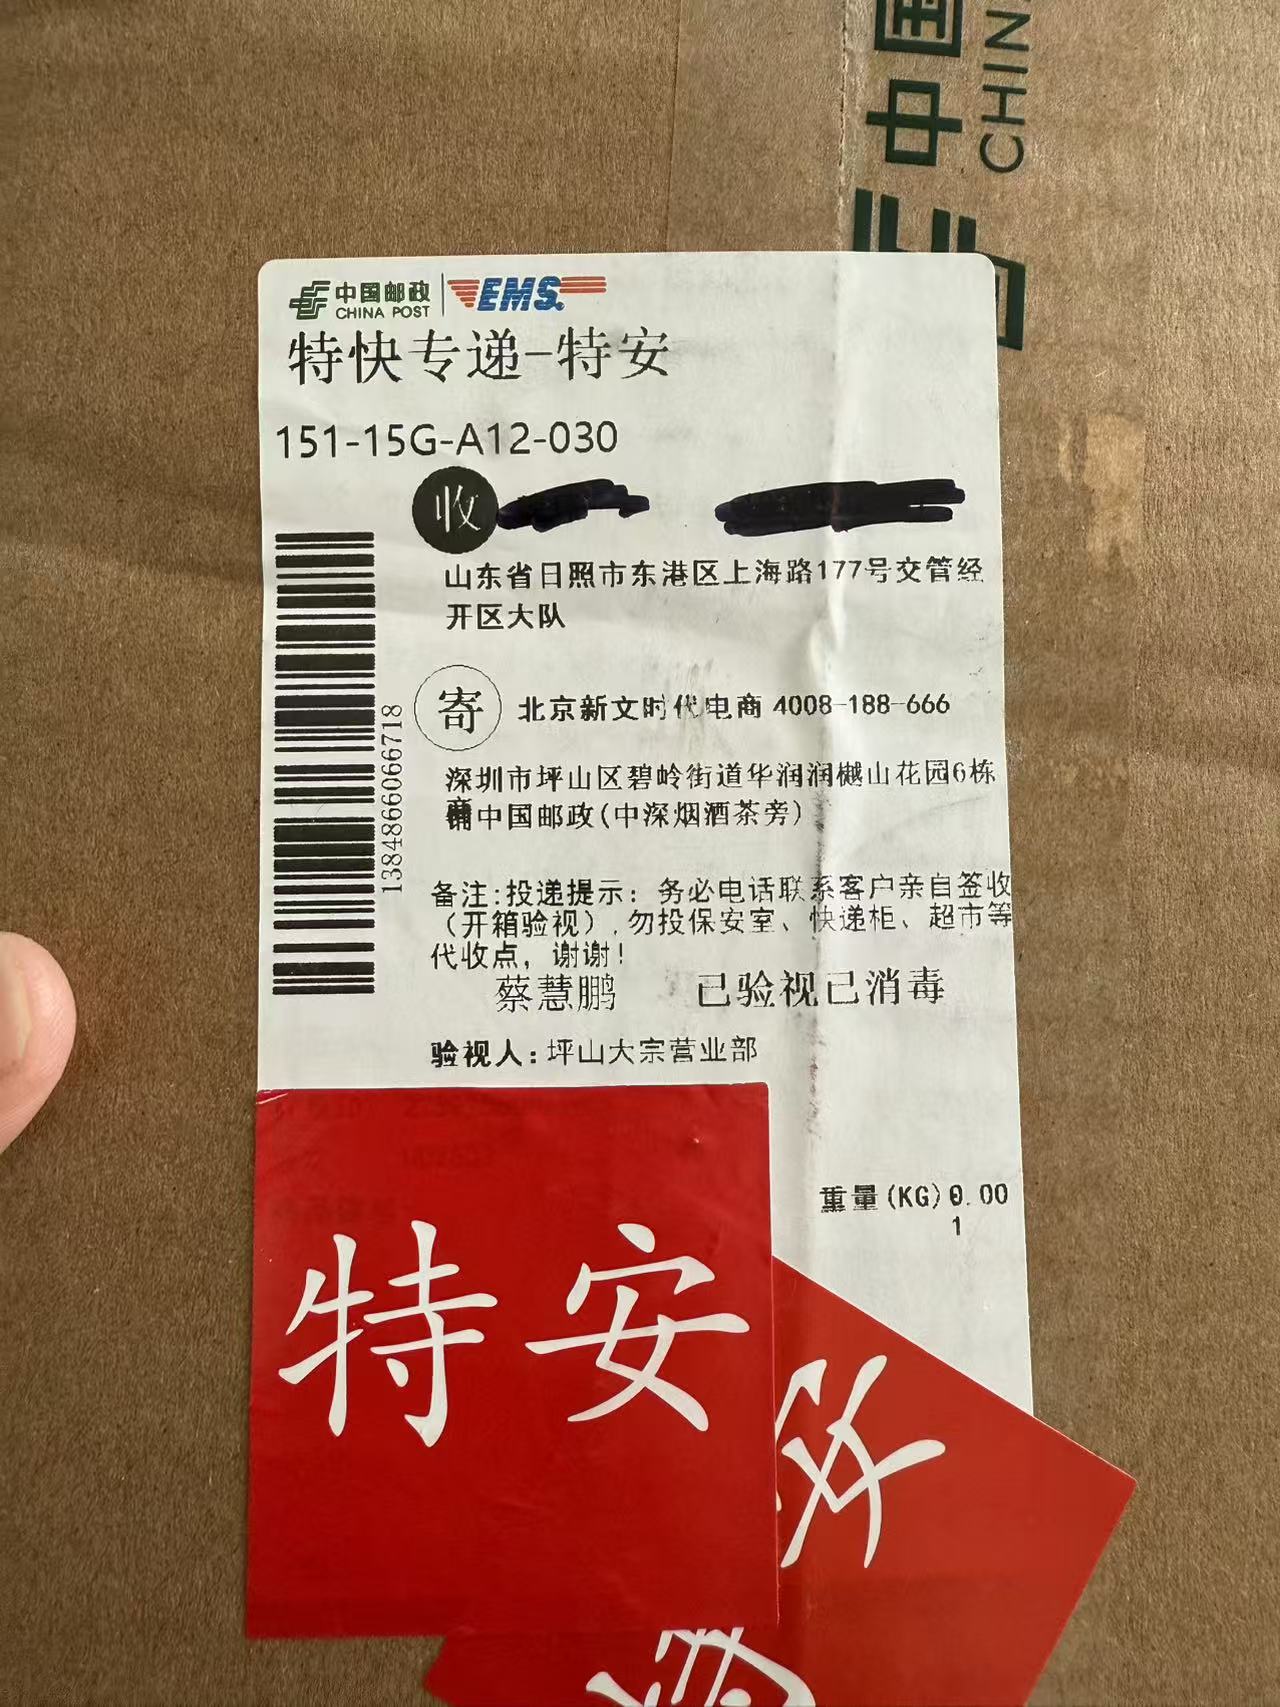 中国
CHIN
中国邮政
CHINA POST
EMS
特快专递-特安
151-15G-A12-030
收
山东省日照市东港区上海路177号交管经
开区大队
1384866066718
寄 北京新文时代电商 4008-188-666
深圳市坪山区碧岭街道华润润樾山花园6栋
商铺中国邮政(中深烟酒茶旁)
备注:投递提示：务必电话联系客户亲自签收
（开箱验视）,勿投保安室、快递柜、超市等
代收点，谢谢！
蔡慧鹏 已验视已消毒
验视人：坪山大宗营业部
重量(KG)0.00
1
特安